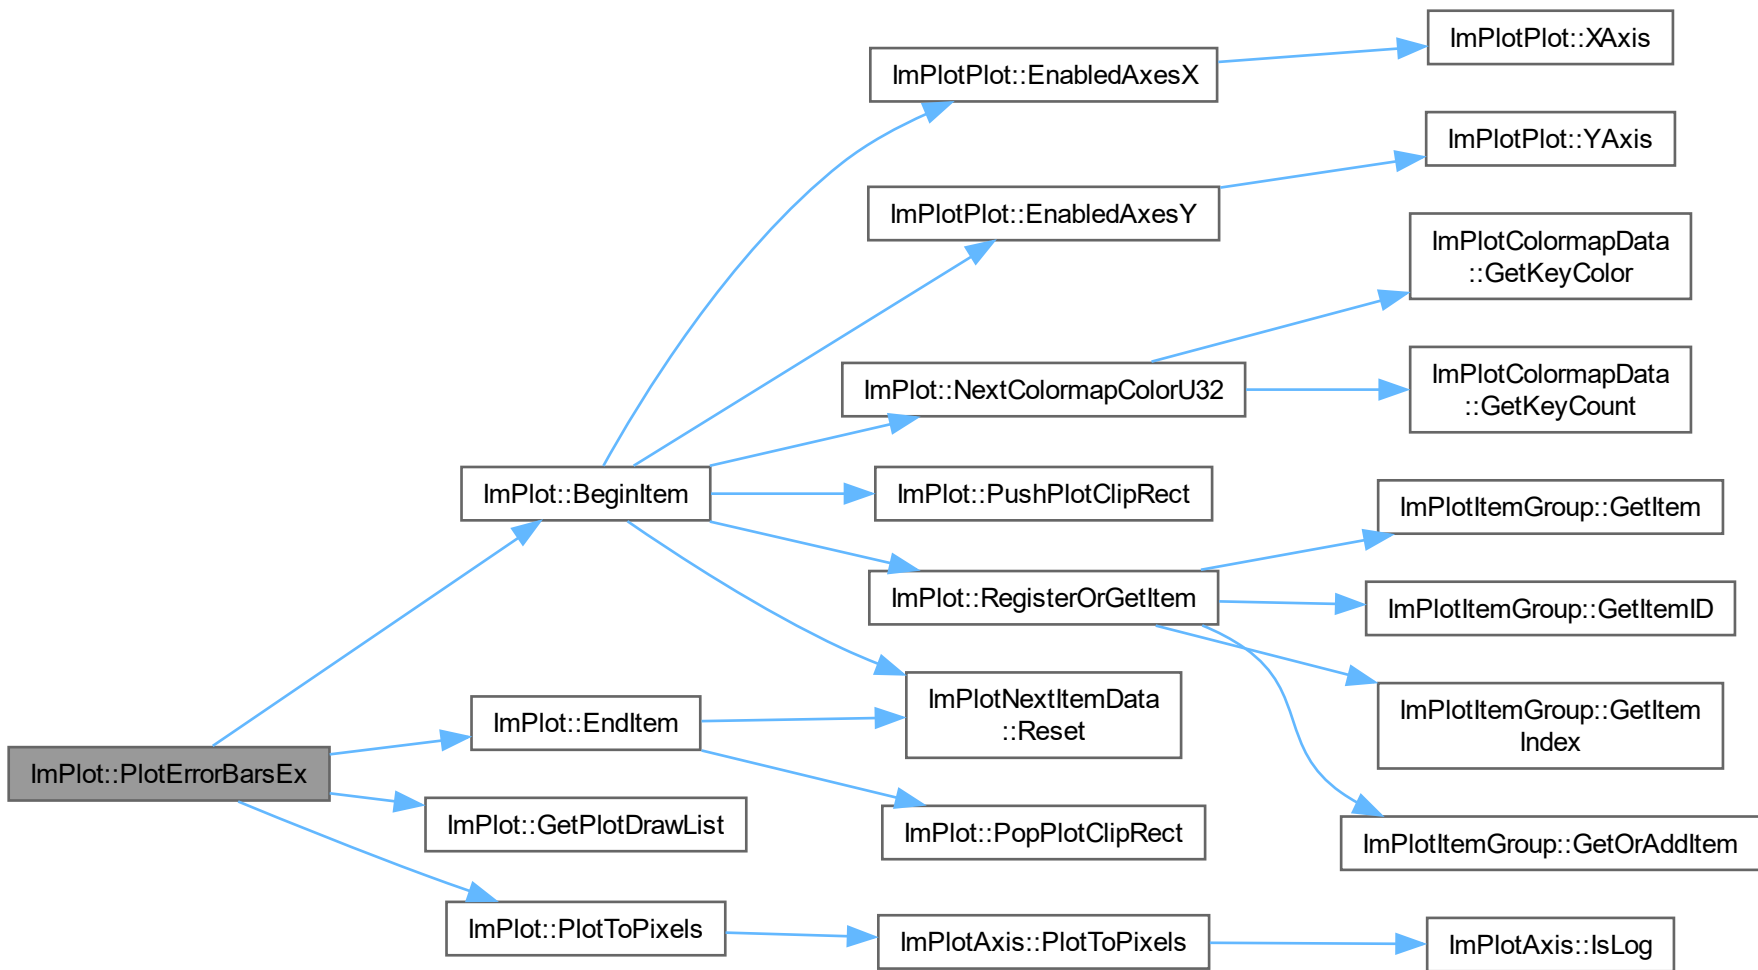 ImPlot::PlotErrorBarsEx
ImPlot::BeginItem
ImPlot::EndItem
ImPlot::GetPlotDrawList
ImPlot::PlotToPixels
ImPlotPlot::EnabledAxesX
ImPlotPlot::EnabledAxesY
ImPlot::NextColormapColorU32
ImPlot::PushPlotClipRect
ImPlot::RegisterOrGetItem
ImPlotNextItemData
::Reset
ImPlot::PopPlotClipRect
ImPlotAxis::PlotToPixels
ImPlotPlot::XAxis
ImPlotPlot::YAxis
ImPlotColormapData
::GetKeyColor
ImPlotColormapData
::GetKeyCount
ImPlotItemGroup::GetItem
ImPlotItemGroup::GetItemID
ImPlotItemGroup::GetItem
Index
ImPlotItemGroup::GetOrAddItem
ImPlotAxis::IsLog